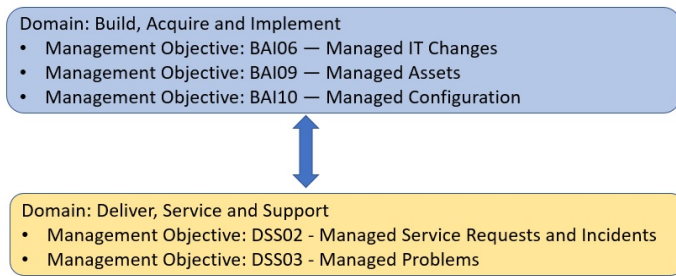 Domain: Build, Acquire and Implement
• Management Objective: BAI06 — Managed IT Changes
• Management Objective: BAI09 — Managed Assets
• Management Objective: BAI10 — Managed Configuration
Domain: Deliver, Service and Support
• Management Objective: DSS02 - Managed Service Requests and Incidents
• Management Objective: DSS03 - Managed Problems